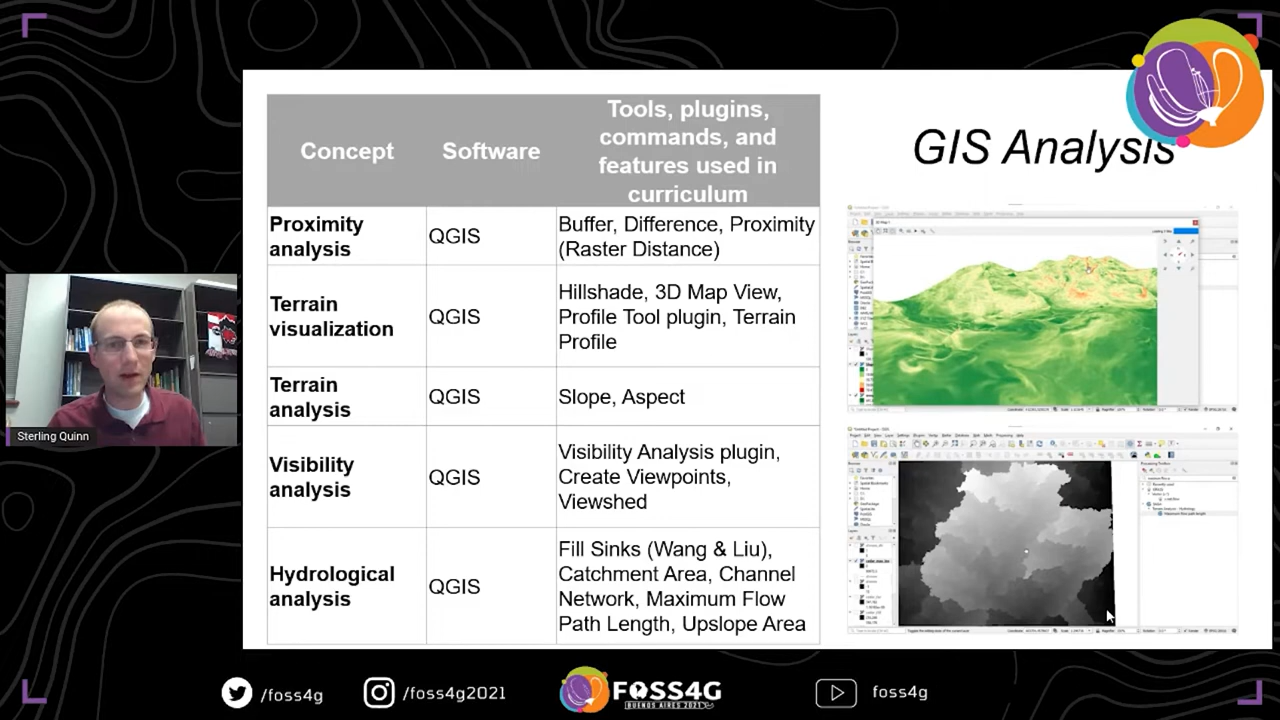 Concept
Software
Tools, plugins,
commands, and
features used in
curriculum
Proximity
analysis
QGIS
Buffer, Difference, Proximity
(Raster Distance)
Terrain
visualization
QGIS
Hillshade, 3D Map View,
Profile Tool plugin, Terrain
Profile
Terrain
analysis
QGIS
Slope, Aspect
Visibility
analysis
QGIS
Visibility Analysis plugin,
Create Viewpoints,
Viewshed
Hydrological
analysis
QGIS
Fill Sinks (Wang & Liu),
Catchment Area, Channel
Network, Maximum Flow
Path Length, Upslope Area
GIS Analysis
Sterling Quinn
/foss4g
/foss4g2021
FOSS4G
BUENOS AIRES 2021
foss4g